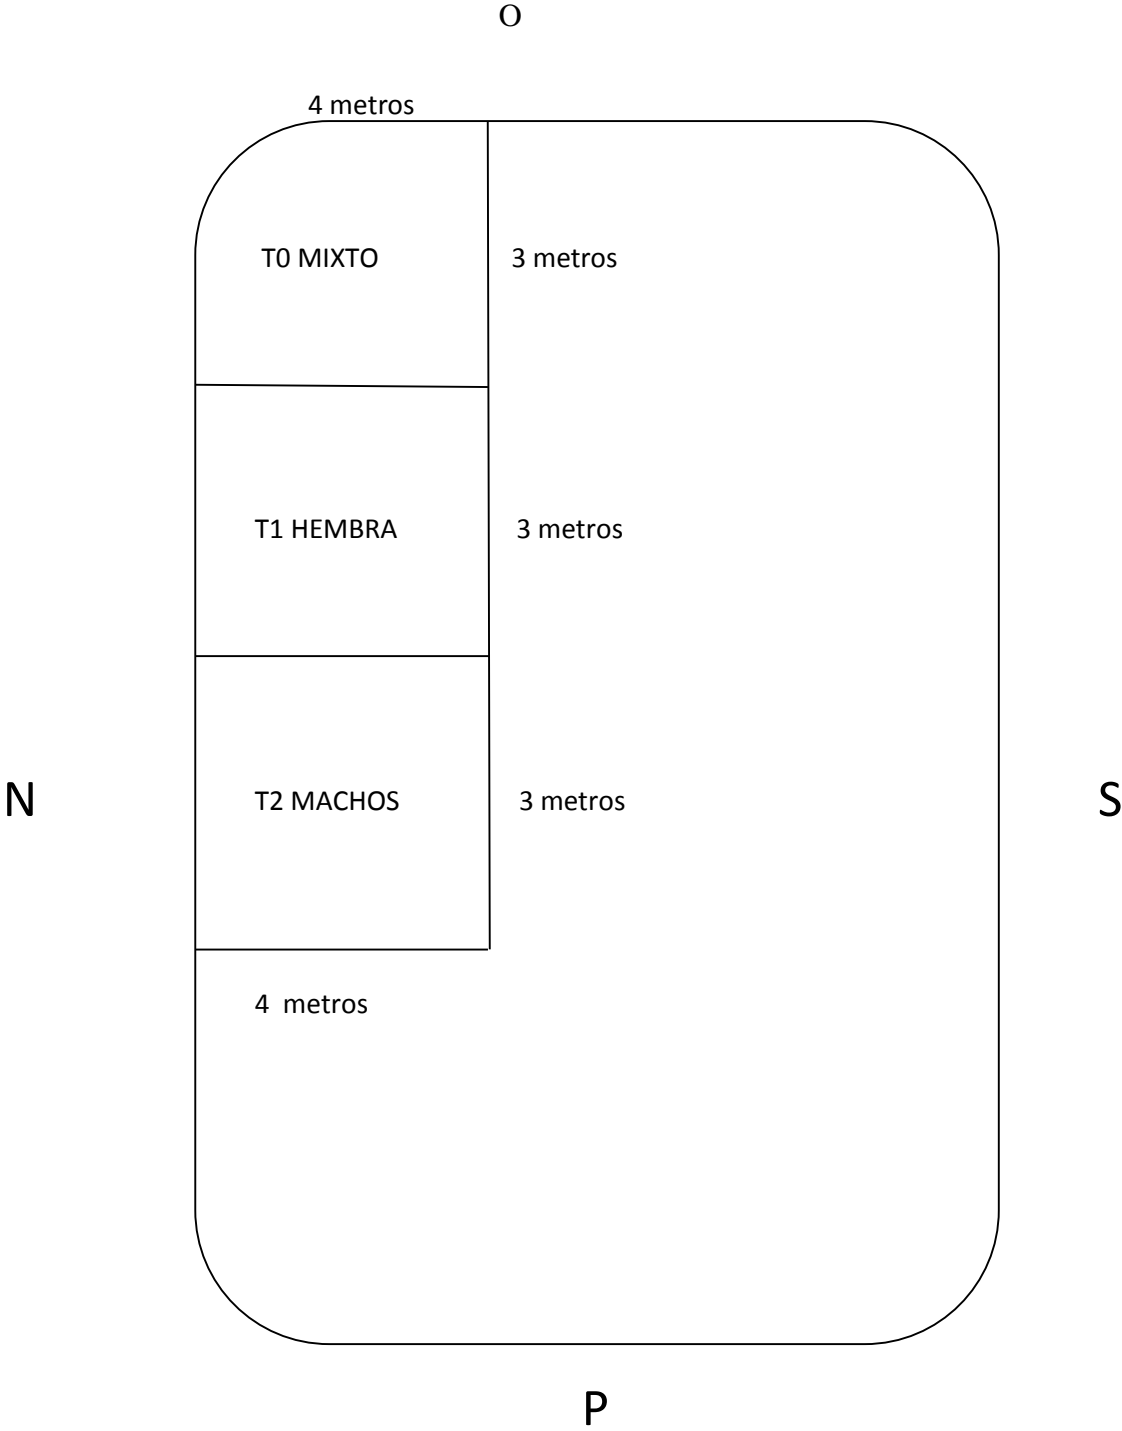 O
4 metros
T0 MIXTO
3 metros
T1 HEMBRA
3 metros
N
T2 MACHOS
3 metros
S
4  metros
P